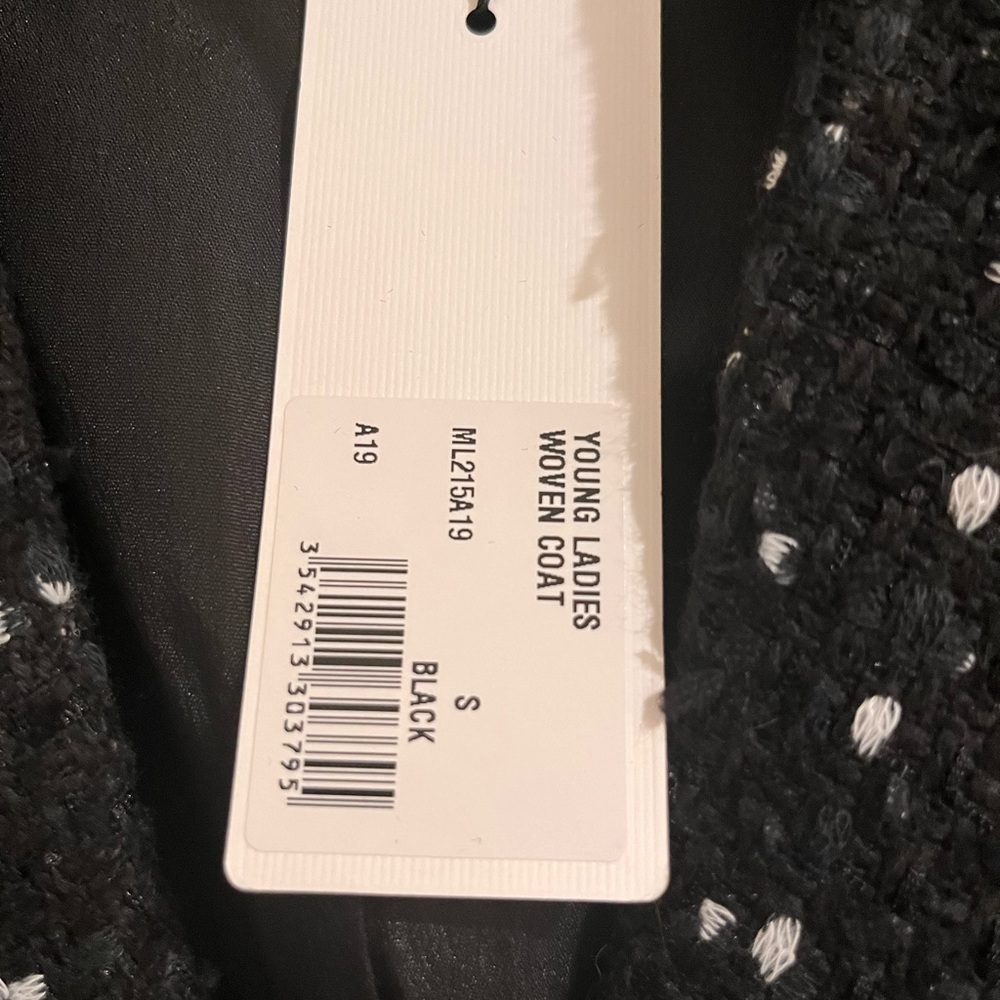 YOUNG LADIES
WOVEN COAT
ML215A19
S
BLACK
A19
3 542913 303795